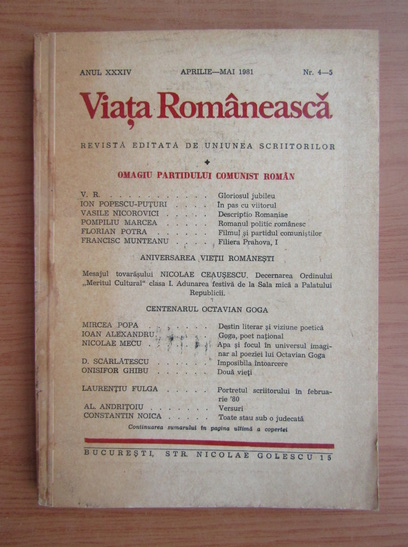 ANUL XXXIV APRILIE—MAI 1981 Nr. 4—5
Viața Românească
REVISTĂ EDITATĂ DE UNIUNEA SCRIITORILOR
OMAGIU PARTIDULUI COMUNIST ROMÂN
V. R. . . . . . . . . . . . Gloriosul jubileu
ION POPESCU-PUȚURI . . . . In pas cu viitorul
VASILE NICOROVICI . . . . . Descriptio Romaniae
POMPILIU MARCEA . . . . . Romanul politic românesc
FLORIAN POTRA . . . . . . Filmul și partidul comuniștilor
FRANCISC MUNTEANU . . . . Filiera Prahova, I
ANIVERSAREA VIEȚII ROMÂNEȘTI
Mesajul tovarășului NICOLAE CEAUȘESCU. Decernarea Ordinului
„Meritul Cultural” clasa I. Adunarea festivă de la Sala mică a Palatului
Republicii.
CENTENARUL OCTAVIAN GOGA
MIRCEA POPA . . . . . . . Destin literar și viziune poetică
IOAN ALEXANDRU . . . . . Goga, poet național
NICOLAE MECU . . . . . . . Apa și focul în universul imagi-
nar al poeziei lui Octavian Goga
D. SCĂRLĂTESCU . . . . . . Imposibila întoarcere
ONISIFOR GHIBU . . . . . . Două vieți
LAURENȚIU FULGA . . . . . Portretul scriitorului în februa-
rie '80
AL. ANDRIȚOIU . . . . . . . Versuri
CONSTANTIN NOICA . . . . . Toate stau sub o judecată
Continuarea sumarului în pagina ultimă a copertei
BUCUREȘTI, STR. NICOLAE GOLESCU 15